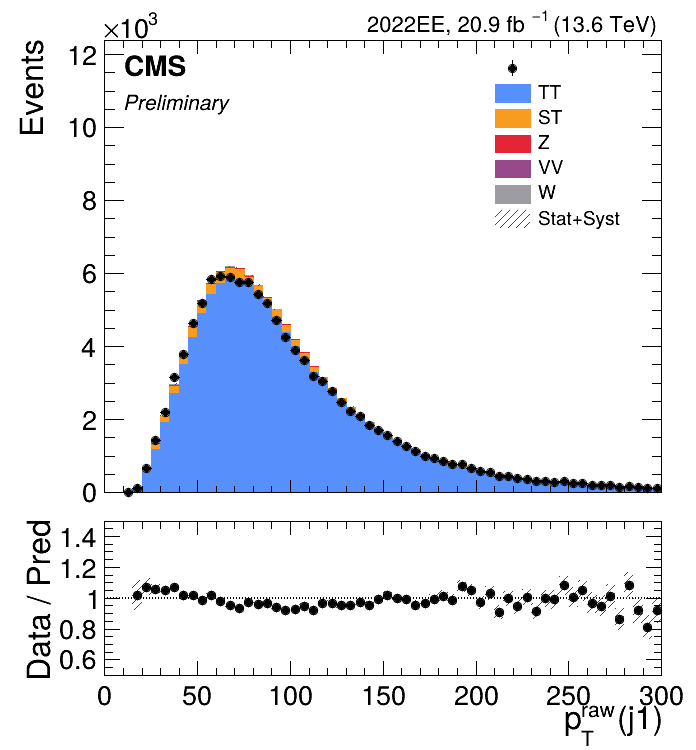 ×10³
2022EE, 20.9 fb⁻¹ (13.6 TeV)
CMS
Preliminary
Events
12
10
8
6
4
2
0
TT
ST
Z
VV
W
Stat+Syst
Data / Pred
1.4
1.2
1
0.8
0.6
0 50 100 150 200 250 300
p_T^raw(j1)